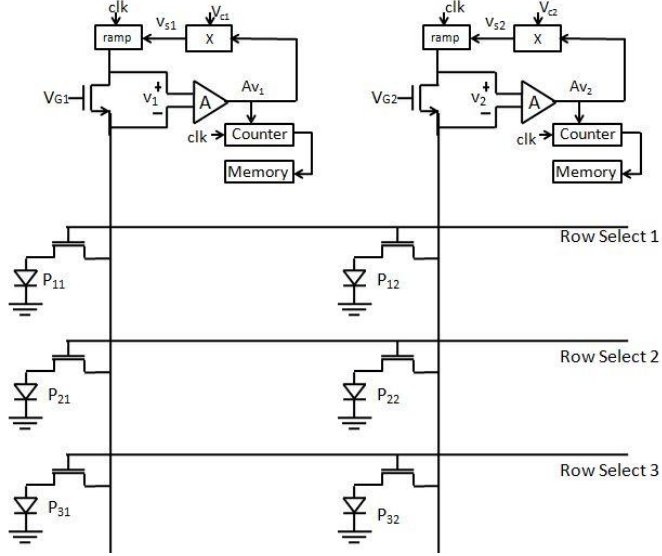 clk
V_c1
v_s1
ramp
X
V_G1
+
v_1
−
A
Av_1
clk
Counter
Memory
clk
V_c2
v_s2
ramp
X
V_G2
+
v_2
−
A
Av_2
clk
Counter
Memory
Row Select 1
P_11
P_12
Row Select 2
P_21
P_22
Row Select 3
P_31
P_32